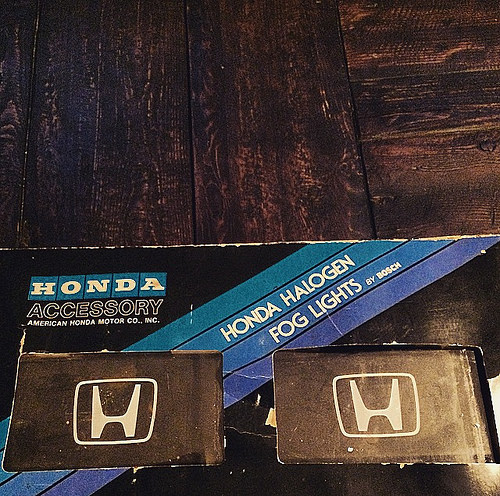 HONDA
ACCESSORY
AMERICAN HONDA MOTOR CO., INC.
HONDA HALOGEN
FOG LIGHTS BY BOSCH